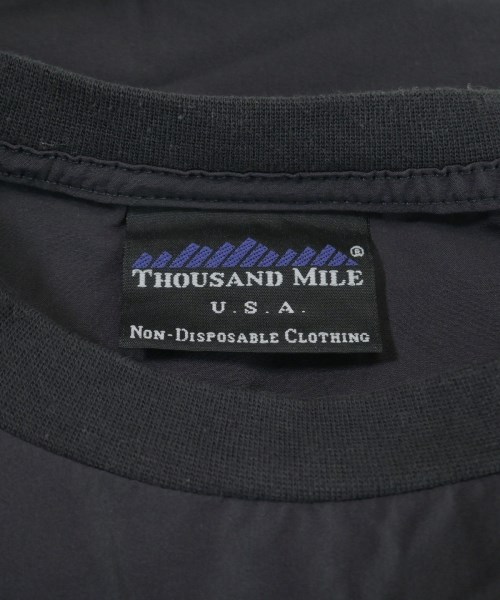 ®
THOUSAND MILE
U.S.A.
NON-DISPOSABLE CLOTHING